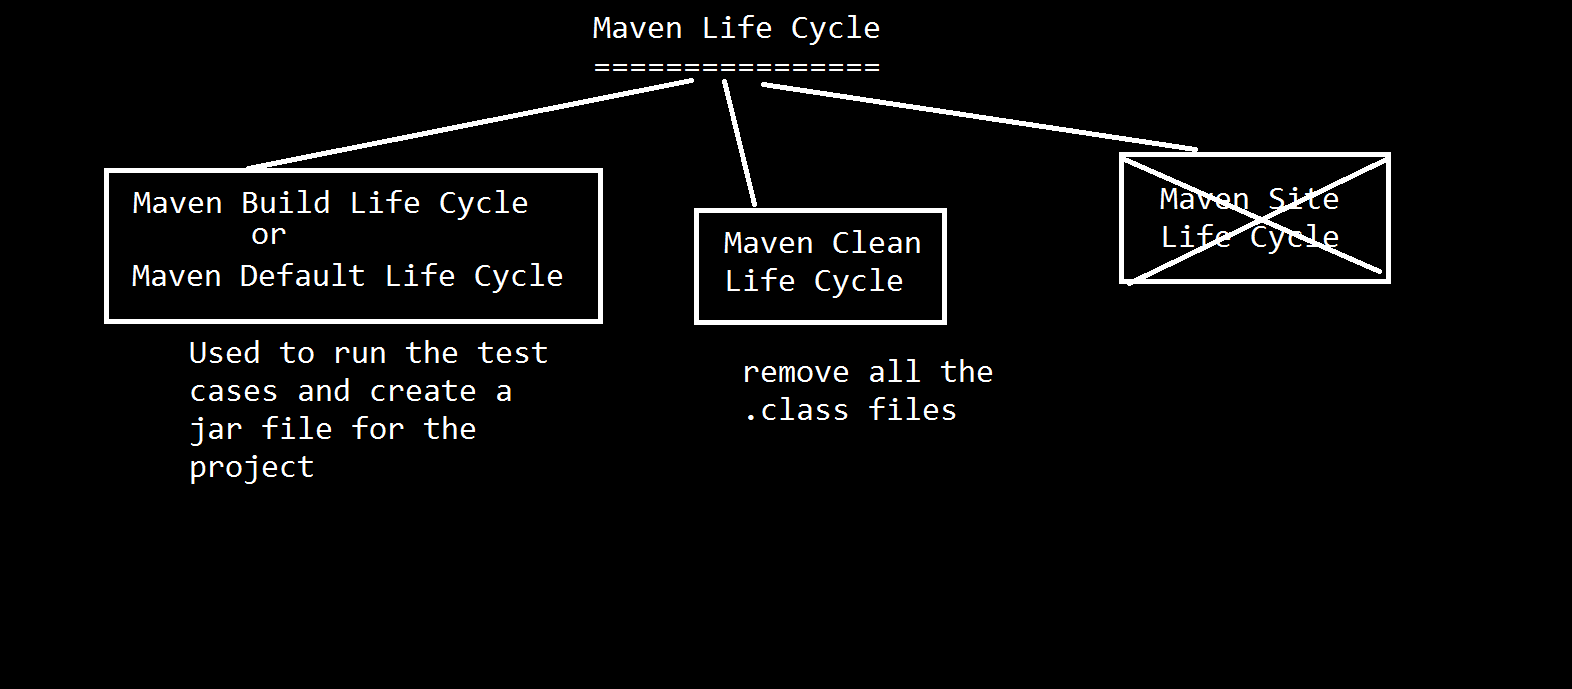 Maven Life Cycle
================
Maven Build Life Cycle
or
Maven Default Life Cycle
Used to run the test
cases and create a
jar file for the
project
Maven Clean
Life Cycle
remove all the
.class files
Maven Site
Life Cycle